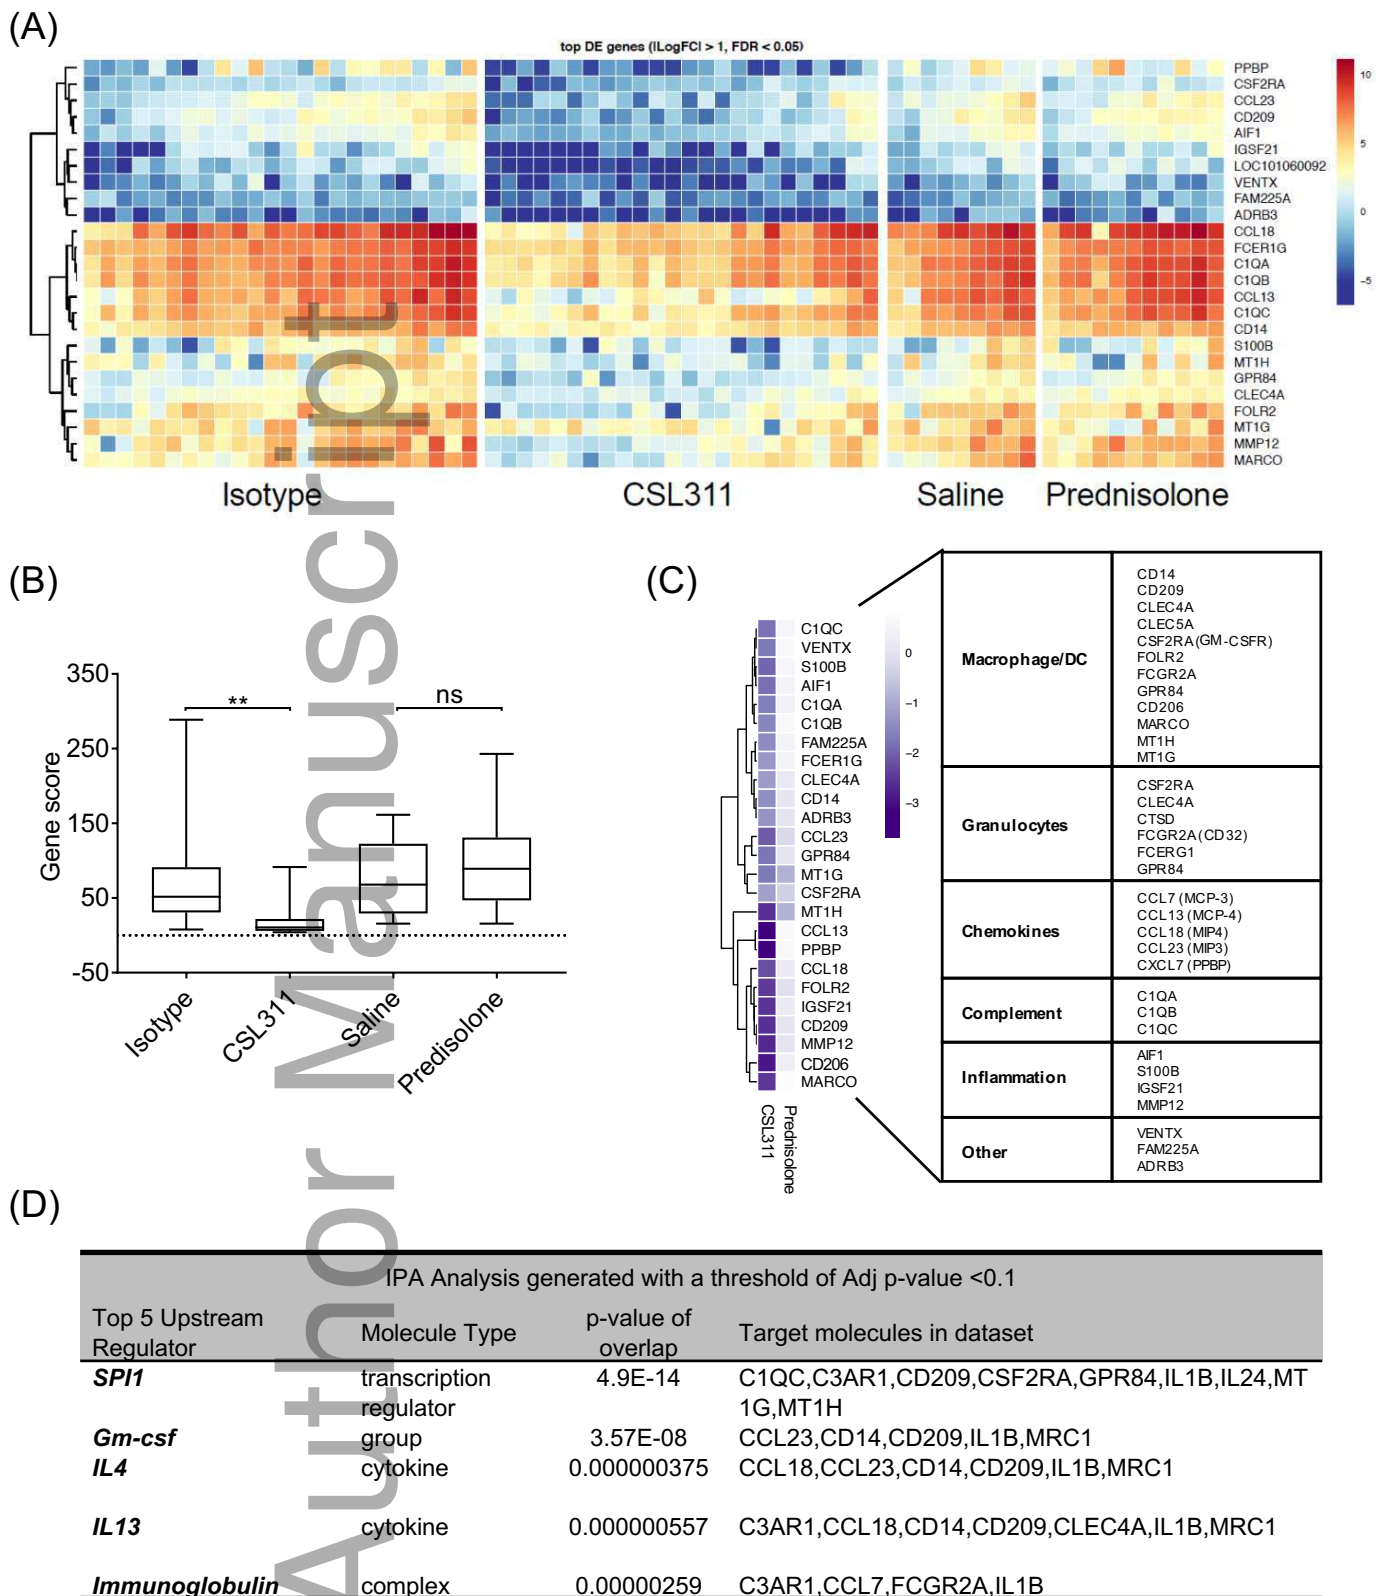 (A)
top DE genes (|LogFC| > 1, FDR < 0.05)
PPBP
CSF2RA
CCL23
CD209
AIF1
IGSF21
LOC101060092
VENTX
FAM225A
ADRB3
CCL18
FCER1G
C1QA
C1QB
CCL13
C1QC
CD14
S100B
MT1H
GPR84
CLEC4A
FOLR2
MT1G
MMP12
MARCO
10
5
0
−5
Isotype
CSL311
Saline
Prednisolone
(B)
Gene score
350
250
150
50
-50
**
ns
Isotype
CSL311
Saline
Predisolone
(C)
C1QC
VENTX
S100B
AIF1
C1QA
C1QB
FAM225A
FCER1G
CLEC4A
CD14
ADRB3
CCL23
GPR84
MT1G
CSF2RA
MT1H
CCL13
PPBP
CCL18
FOLR2
IGSF21
CD209
MMP12
CD206
MARCO
CSL311
Prednisolone
0
−1
−2
−3
Macrophage/DC
CD14
CD209
CLEC4A
CLEC5A
CSF2RA(GM-CSFR)
FOLR2
FCGR2A
GPR84
CD206
MARCO
MT1H
MT1G
Granulocytes
CSF2RA
CLEC4A
CTSD
FCGR2A(CD32)
FCERG1
GPR84
Chemokines
CCL7 (MCP-3)
CCL13 (MCP-4)
CCL18 (MIP4)
CCL23 (MIP3)
CXCL7 (PPBP)
Complement
C1QA
C1QB
C1QC
Inflammation
AIF1
S100B
IGSF21
MMP12
Other
VENTX
FAM225A
ADRB3
(D)
IPA Analysis generated with a threshold of Adj p-value <0.1
Top 5 Upstream Regulator
Molecule Type
p-value of overlap
Target molecules in dataset
SPI1 transcription regulator 4.9E-14 C1QC,C3AR1,CD209,CSF2RA,GPR84,IL1B,IL24,MT
1G,MT1H
Gm-csf group 3.57E-08 CCL23,CD14,CD209,IL1B,MRC1
IL4 cytokine 0.000000375 CCL18,CCL23,CD14,CD209,IL1B,MRC1
IL13 cytokine 0.000000557 C3AR1,CCL18,CD14,CD209,CLEC4A,IL1B,MRC1
Immunoglobulin complex 0.00000259 C3AR1,CCL7,FCGR2A,IL1B
Author Manuscript